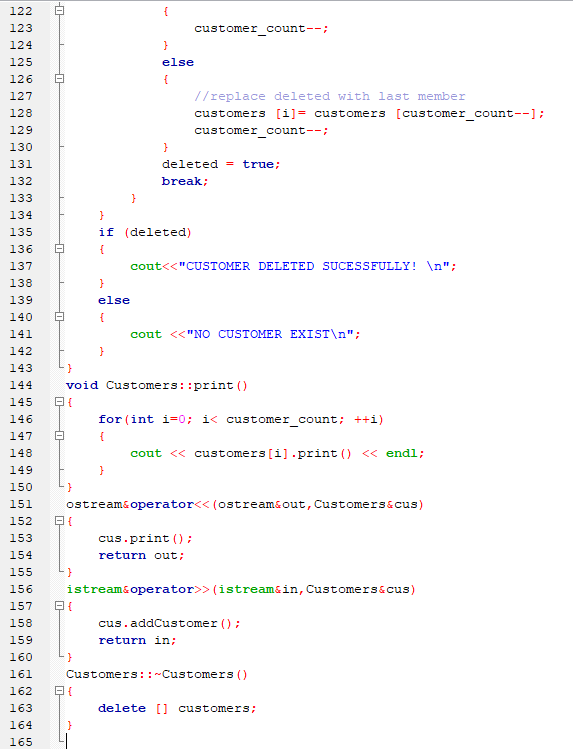 122 {
123 customer_count--;
124 }
125 else
126 {
127 //replace deleted with last member
128 customers [i]= customers [customer_count--];
129 customer_count--;
130 }
131 deleted = true;
132 break;
133 }
134 }
135 if (deleted)
136 {
137 cout<<"CUSTOMER DELETED SUCESSFULLY! \n";
138 }
139 else
140 {
141 cout <<"NO CUSTOMER EXIST\n";
142 }
143 }
144 void Customers::print()
145 {
146 for(int i=0; i< customer_count; ++i)
147 {
148 cout << customers[i].print() << endl;
149 }
150 }
151 ostream&operator<<(ostream&out,Customers&cus)
152 {
153 cus.print();
154 return out;
155 }
156 istream&operator>>(istream&in,Customers&cus)
157 {
158 cus.addCustomer();
159 return in;
160 }
161 Customers::~Customers()
162 {
163 delete [] customers;
164 }
165